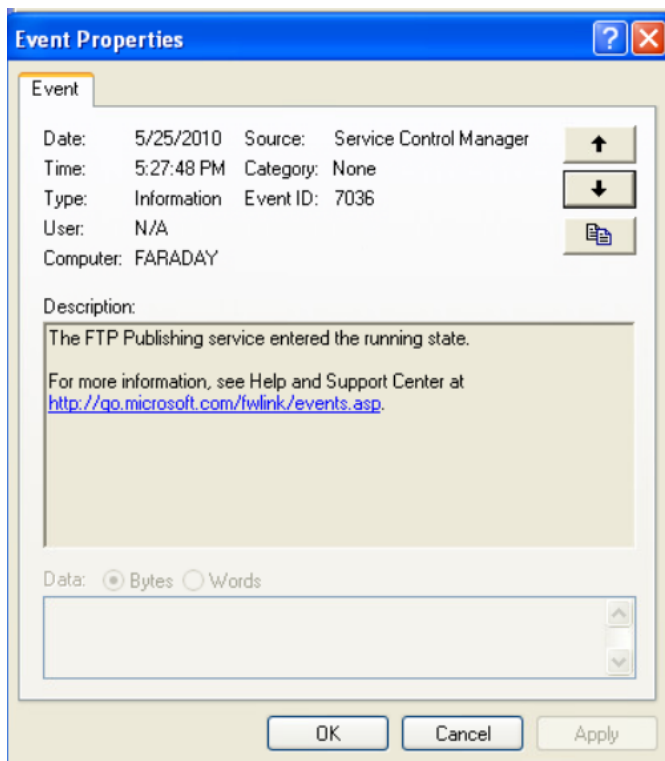 Event Properties
Event
Date: 5/25/2010 Source: Service Control Manager
Time: 5:27:48 PM Category: None
Type: Information Event ID: 7036
User: N/A
Computer: FARADAY
Description:
The FTP Publishing service entered the running state.
For more information, see Help and Support Center at
http://go.microsoft.com/fwlink/events.asp.
Data: Bytes Words
OK Cancel Apply